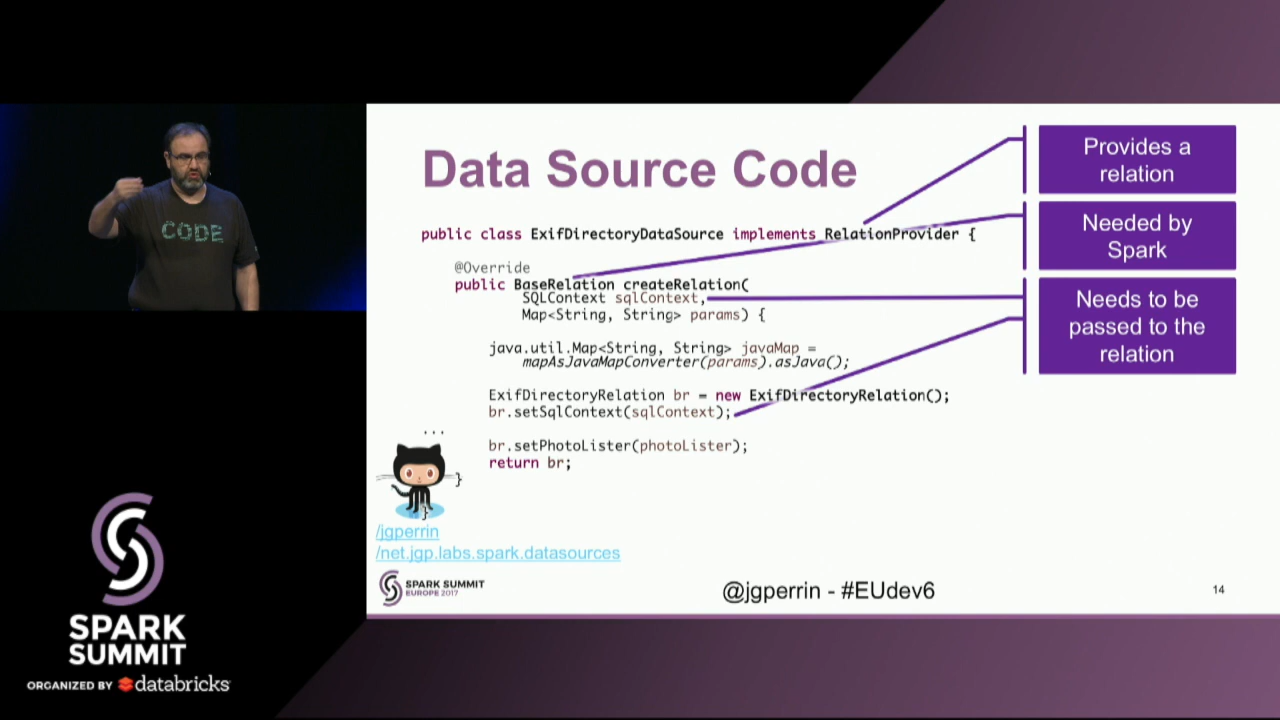 CODE
SPARK
SUMMIT
ORGANIZED BY databricks
Data Source Code
public class ExifDirectoryDataSource implements RelationProvider {
@Override
public BaseRelation createRelation(
SQLContext sqlContext,
Map<String, String> params) {
java.util.Map<String, String> javaMap =
mapAsJavaMapConverter(params).asJava();
ExifDirectoryRelation br = new ExifDirectoryRelation();
br.setSqlContext(sqlContext);
...
br.setPhotoLister(photoLister);
return br;
}
}
Provides a
relation
Needed by
Spark
Needs to be
passed to the
relation
/jgperrin
/net.jgp.labs.spark.datasources
SPARK SUMMIT
EUROPE 2017
@jgperrin - #EUdev6
14